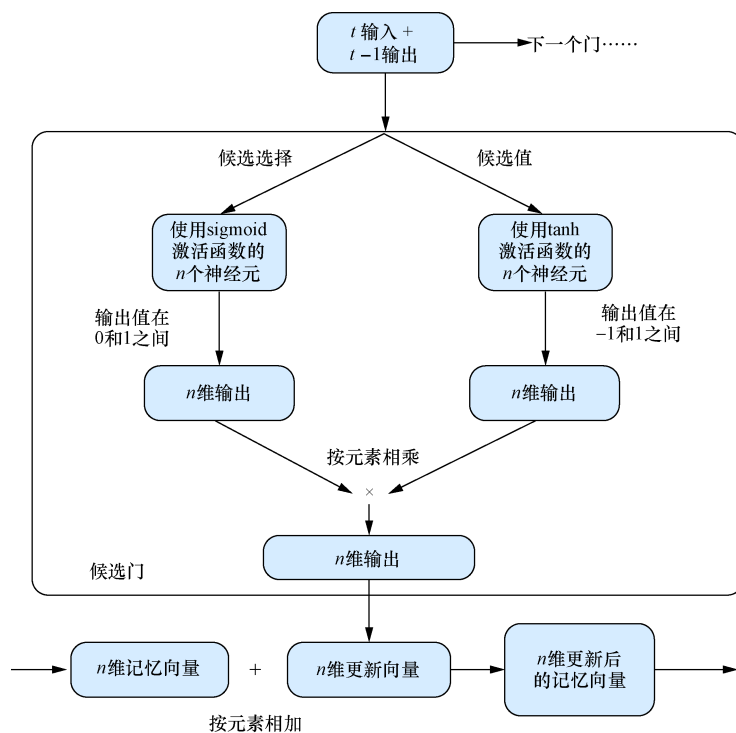 t 输入 +
t −1输出
下一个门……
候选选择
候选值
使用sigmoid
激活函数的
n个神经元
使用tanh
激活函数的
n个神经元
输出值在
0和1之间
输出值在
−1和1之间
n维输出
n维输出
按元素相乘
×
n维输出
候选门
n维记忆向量
+
n维更新向量
n维更新后
的记忆向量
按元素相加